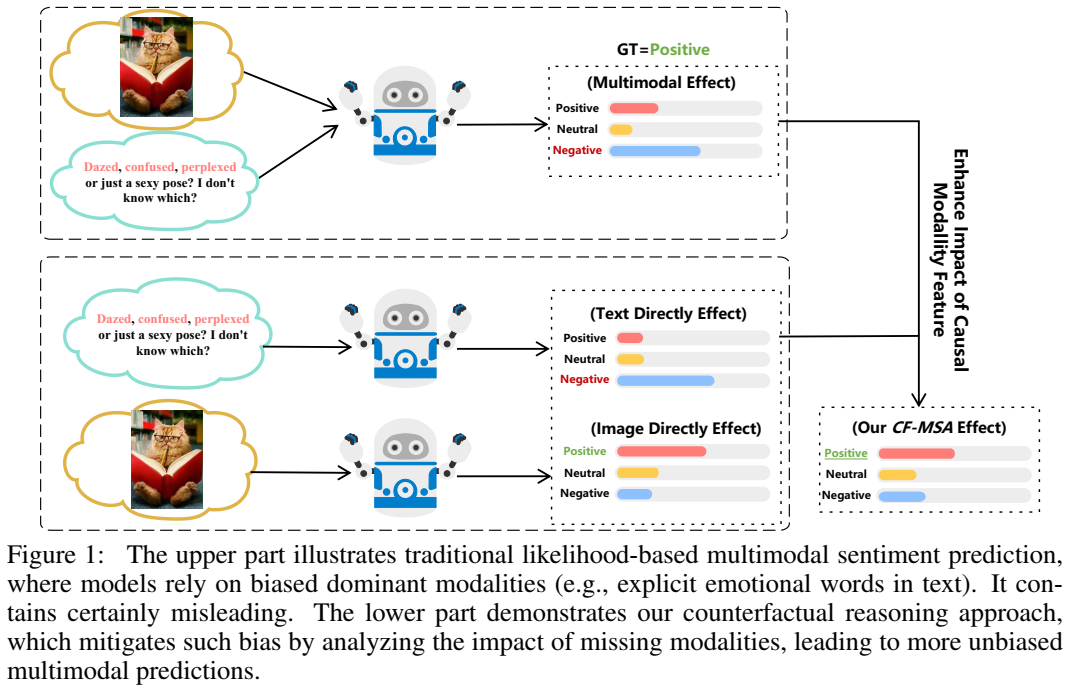 GT=Positive
(Multimodal Effect)
Positive
Neutral
Negative
Dazed, confused, perplexed
or just a sexy pose? I don't
know which?
Enhance Impact of Causal
Modallity Feature
Dazed, confused, perplexed
or just a sexy pose? I don't
know which?
(Text Directly Effect)
Positive
Neutral
Negative
(Image Directly Effect)
Positive
Neutral
Negative
(Our CF-MSA Effect)
Positive
Neutral
Negative
Figure 1: The upper part illustrates traditional likelihood-based multimodal sentiment prediction,
where models rely on biased dominant modalities (e.g., explicit emotional words in text). It con-
tains certainly misleading. The lower part demonstrates our counterfactual reasoning approach,
which mitigates such bias by analyzing the impact of missing modalities, leading to more unbiased
multimodal predictions.